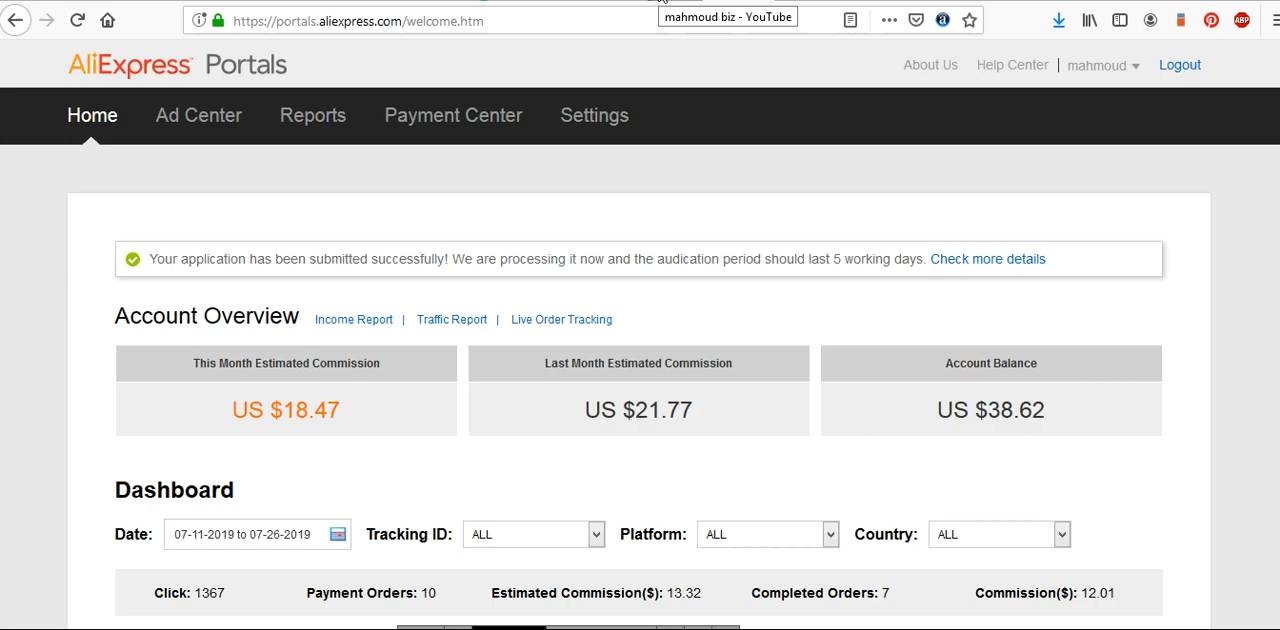 https://portals.aliexpress.com/welcome.htm
mahmoud biz - YouTube
a
ABP
AliExpress Portals
About Us Help Center | mahmoud Logout
Home Ad Center Reports Payment Center Settings
Your application has been submitted successfully! We are processing it now and the audication period should last 5 working days. Check more details
Account Overview Income Report | Traffic Report | Live Order Tracking
This Month Estimated Commission Last Month Estimated Commission Account Balance
US $18.47 US $21.77 US $38.62
Dashboard
Date: 07-11-2019 to 07-26-2019 Tracking ID: ALL Platform: ALL Country: ALL
Click: 1367 Payment Orders: 10 Estimated Commission($): 13.32 Completed Orders: 7 Commission($): 12.01